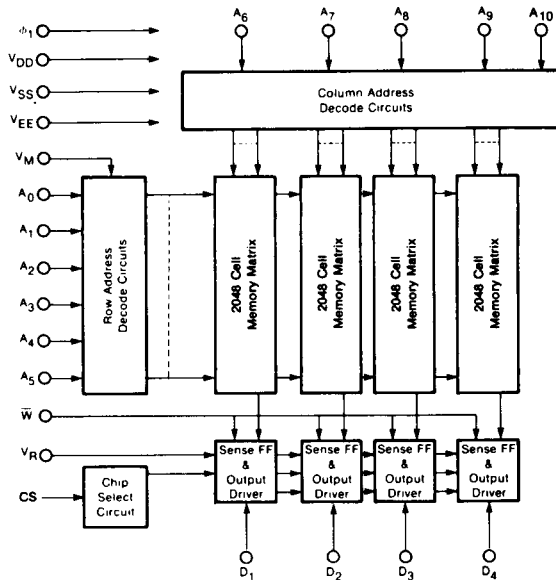 A6 A7 A8 A9 A10
ϕ1
VDD
VSS.
VEE
Column Address
Decode Circuits
VM
A0
A1
A2
A3
A4
A5
Row Address
Decode Circuits
2048 Cell
Memory Matrix
2048 Cell
Memory Matrix
2048 Cell
Memory Matrix
2048 Cell
Memory Matrix
W̅
VR
CS
Chip
Select
Circuit
Sense FF
&
Output
Driver
Sense FF
&
Output
Driver
Sense FF
&
Output
Driver
Sense FF
&
Output
Driver
D1 D2 D3 D4